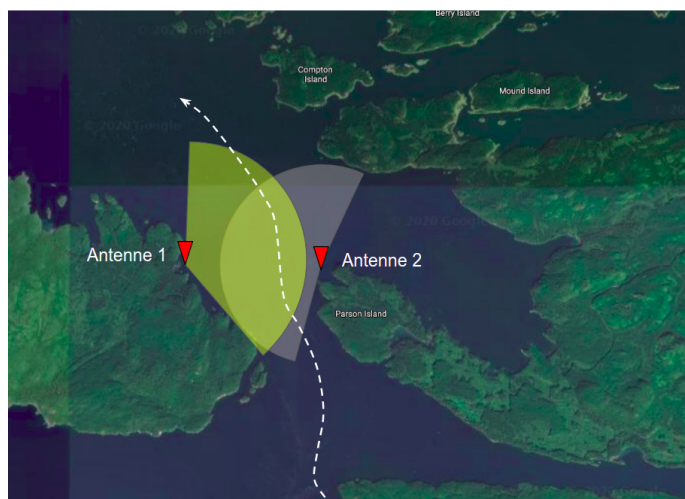 Berry Island
© 2020 Google
Compton
Island
Mound Island
© 2020 Google
© 2020 Google
Antenne 1
Antenne 2
Parson Island